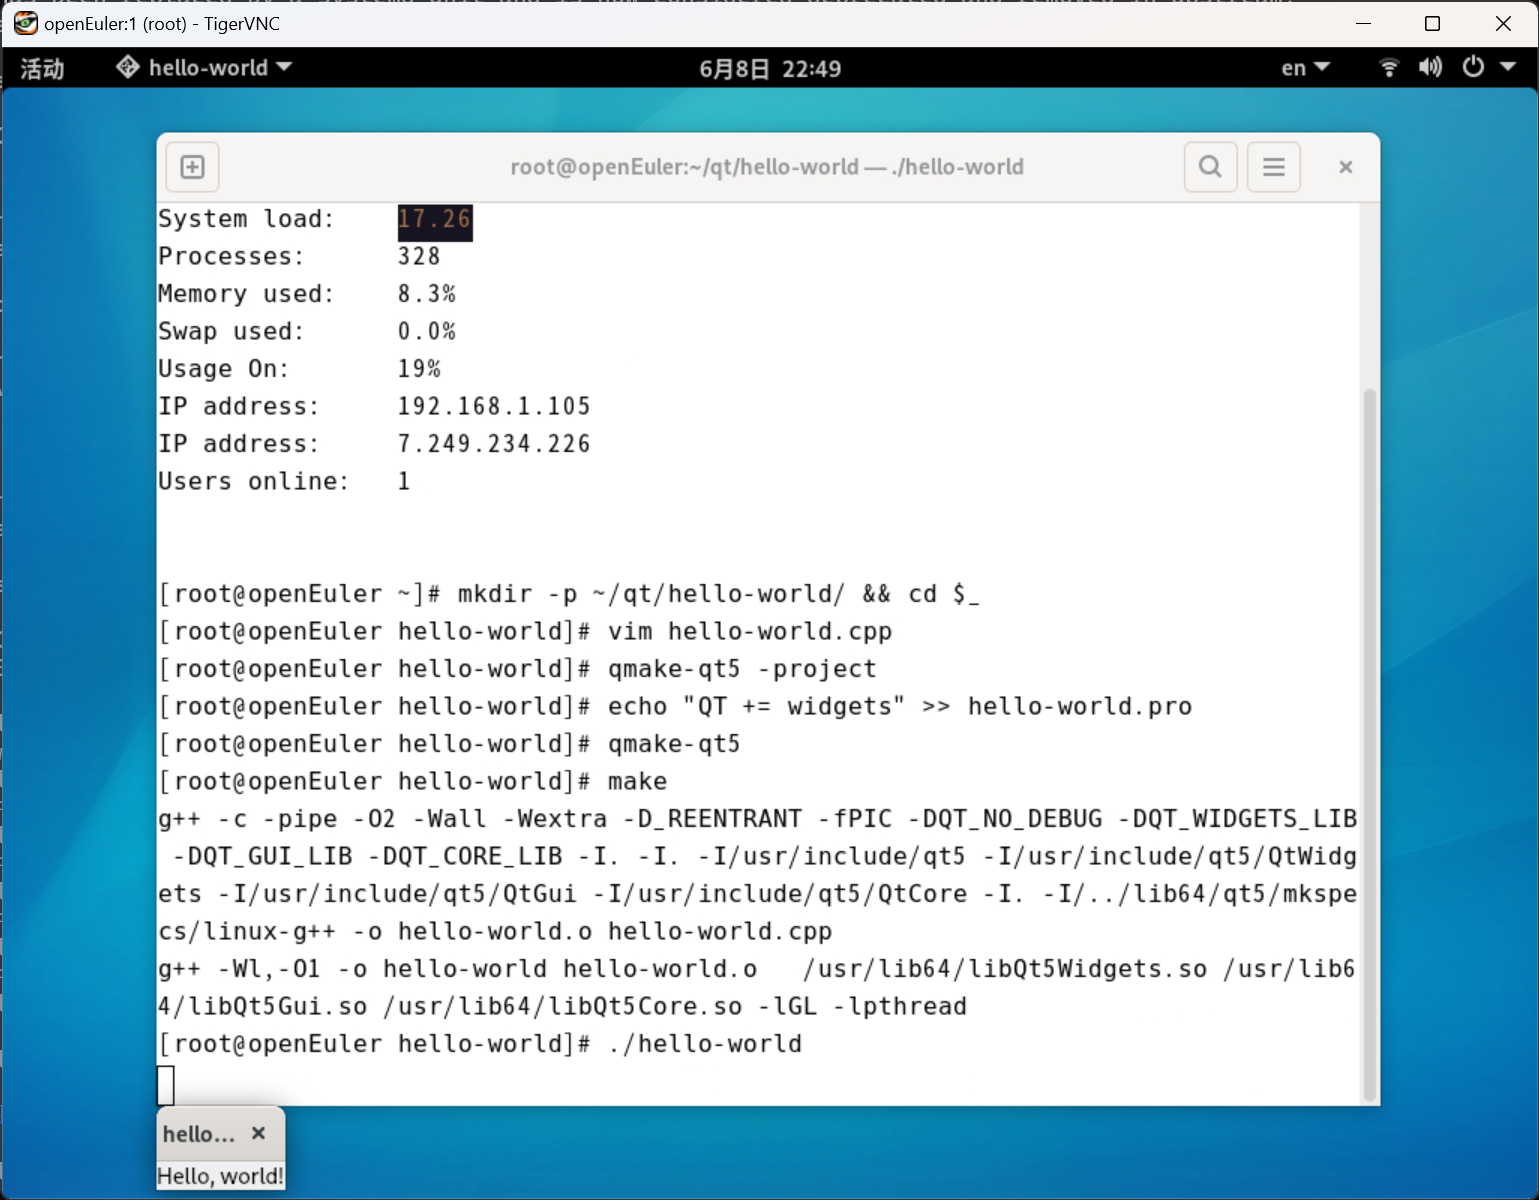 openEuler:1 (root) - TigerVNC
活动 hello-world 6月8日 22:49 en
root@openEuler:~/qt/hello-world — ./hello-world
System load: 17.26
Processes: 328
Memory used: 8.3%
Swap used: 0.0%
Usage On: 19%
IP address: 192.168.1.105
IP address: 7.249.234.226
Users online: 1
[root@openEuler ~]# mkdir -p ~/qt/hello-world/ && cd $_
[root@openEuler hello-world]# vim hello-world.cpp
[root@openEuler hello-world]# qmake-qt5 -project
[root@openEuler hello-world]# echo "QT += widgets" >> hello-world.pro
[root@openEuler hello-world]# qmake-qt5
[root@openEuler hello-world]# make
g++ -c -pipe -O2 -Wall -Wextra -D_REENTRANT -fPIC -DQT_NO_DEBUG -DQT_WIDGETS_LIB
-DQT_GUI_LIB -DQT_CORE_LIB -I. -I. -I/usr/include/qt5 -I/usr/include/qt5/QtWidg
ets -I/usr/include/qt5/QtGui -I/usr/include/qt5/QtCore -I. -I/../lib64/qt5/mkspe
cs/linux-g++ -o hello-world.o hello-world.cpp
g++ -Wl,-O1 -o hello-world hello-world.o /usr/lib64/libQt5Widgets.so /usr/lib6
4/libQt5Gui.so /usr/lib64/libQt5Core.so -lGL -lpthread
[root@openEuler hello-world]# ./hello-world
hello...
Hello, world!